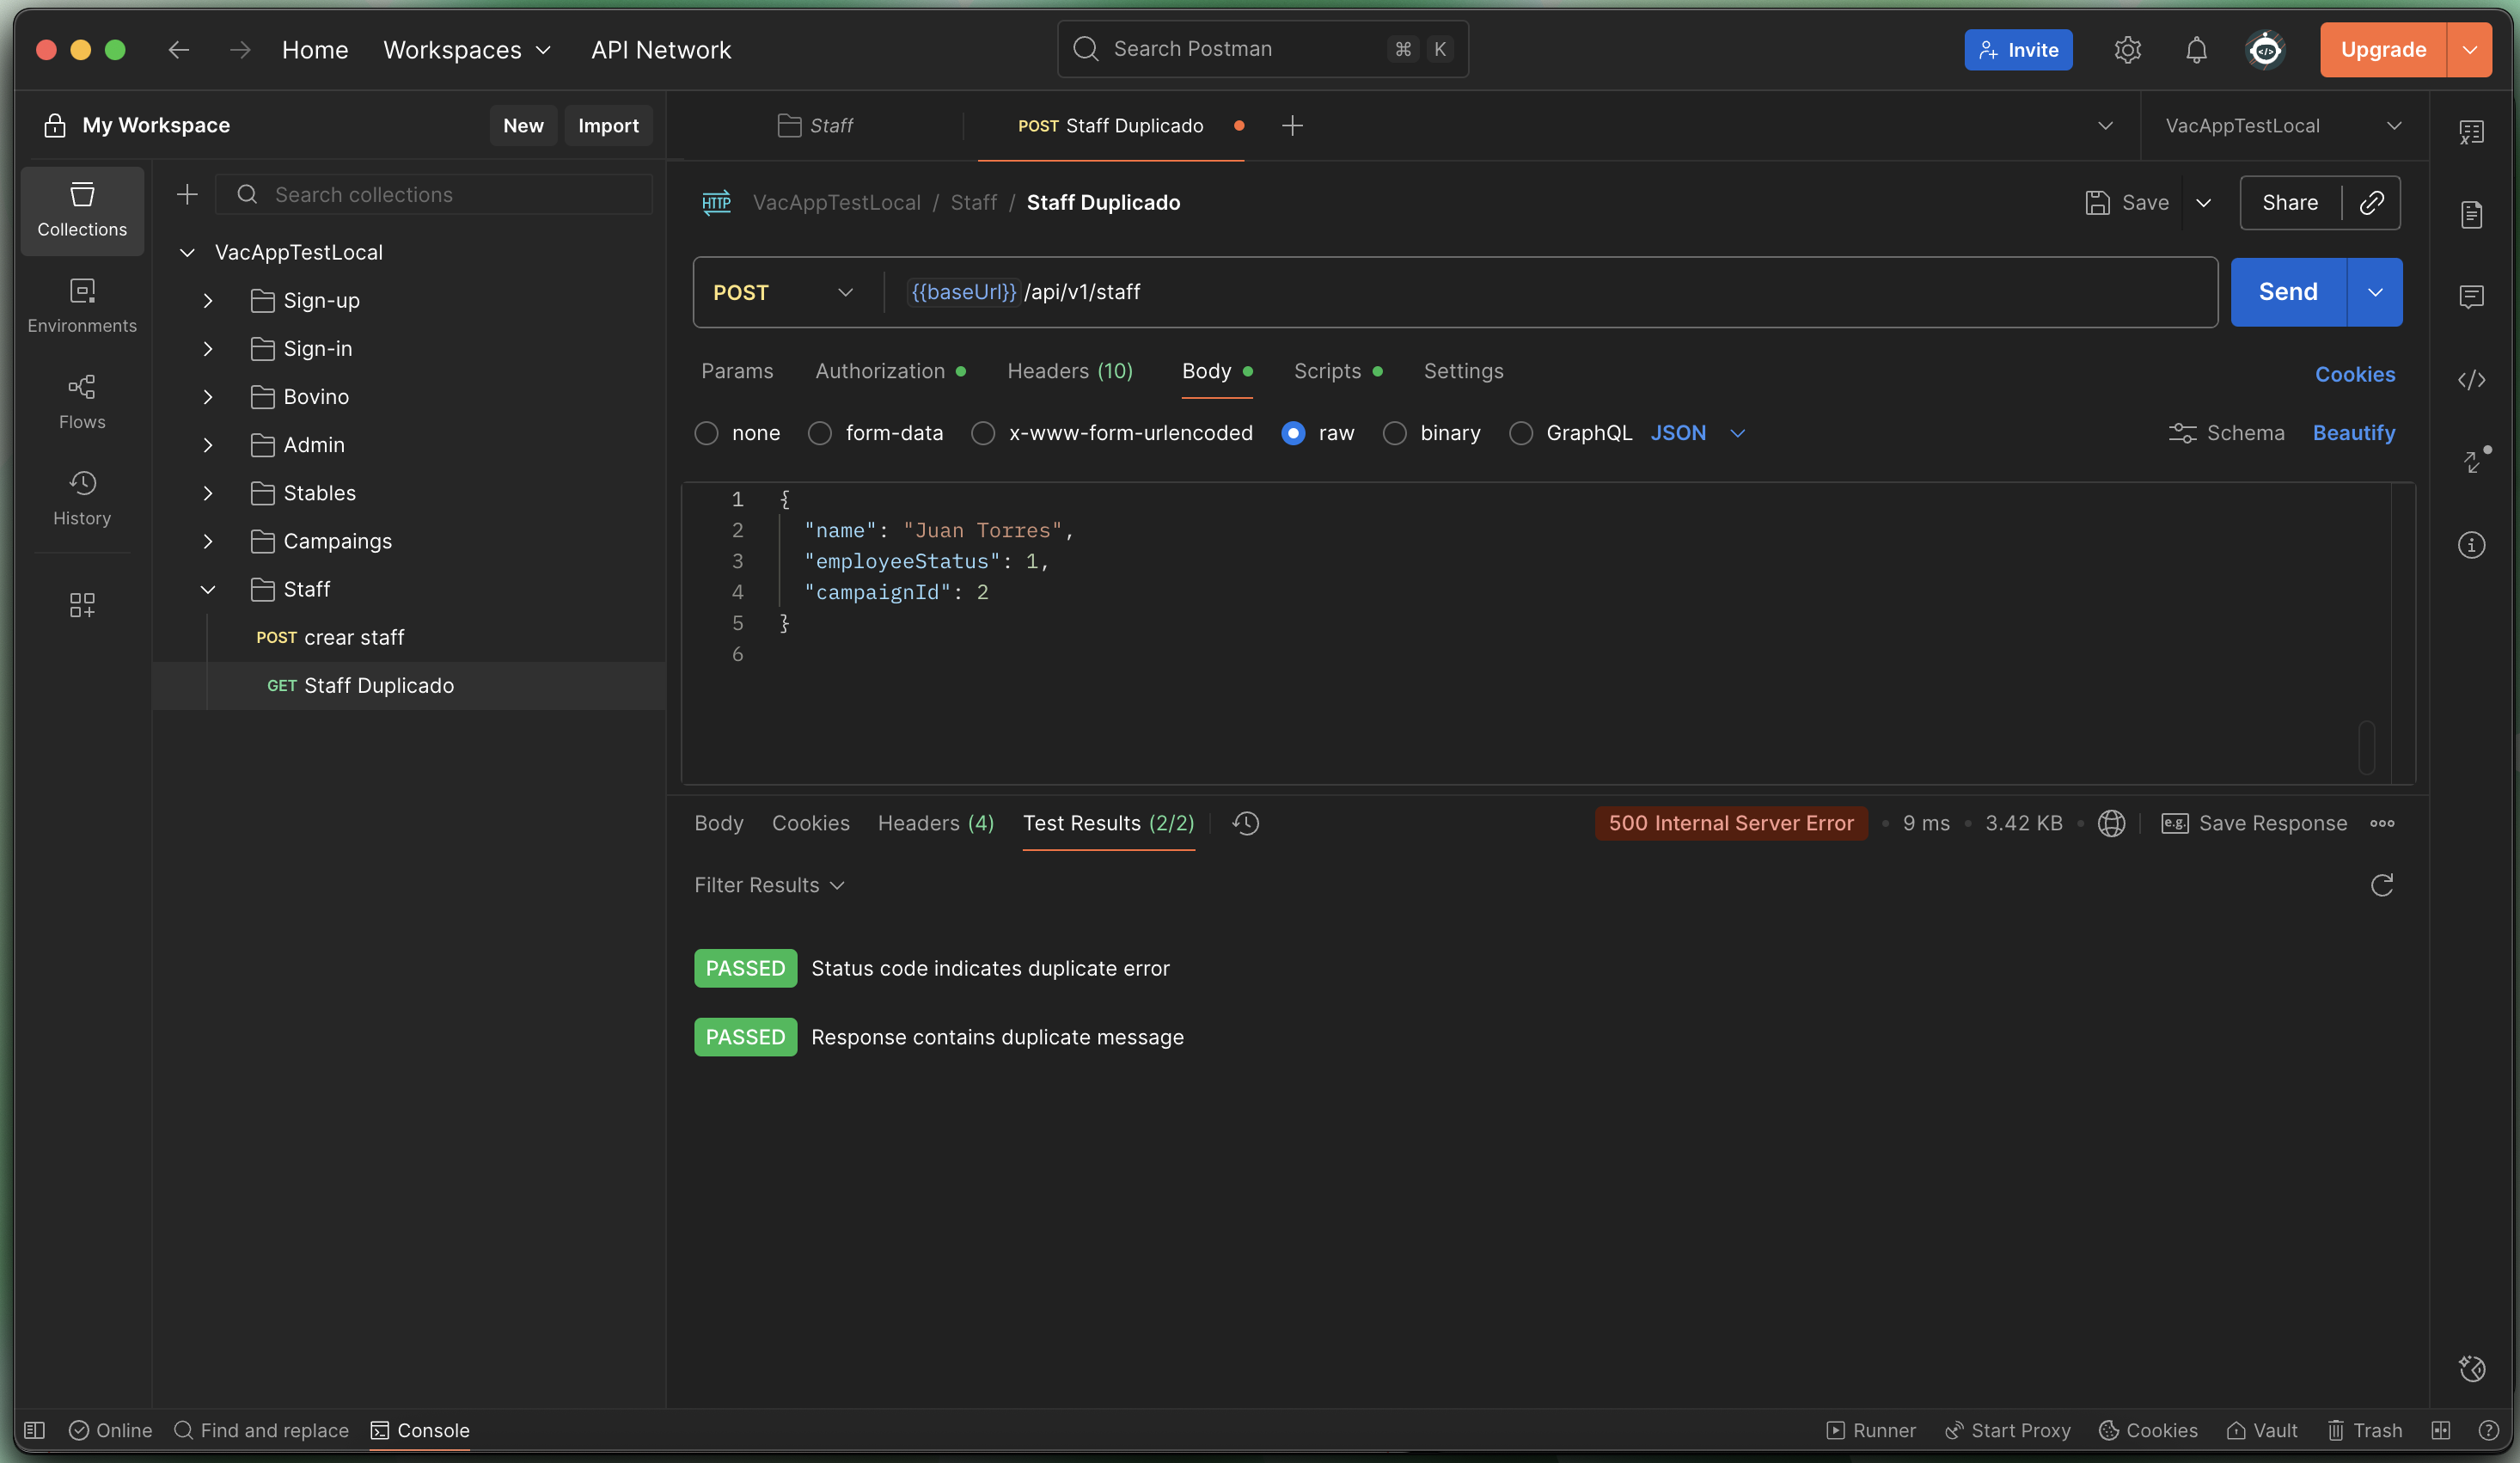 Home
Workspaces
API Network
Search Postman
⌘ K
Invite
Upgrade
My Workspace
New
Import
Staff
POST Staff Duplicado
VacAppTestLocal
Collections
Environments
Flows
History
Search collections
VacAppTestLocal
Sign-up
Sign-in
Bovino
Admin
Stables
Campaings
Staff
POST crear staff
GET Staff Duplicado
HTTP
VacAppTestLocal / Staff / Staff Duplicado
Save
Share
POST
{{baseUrl}} /api/v1/staff
Send
Params
Authorization
Headers (10)
Body
Scripts
Settings
Cookies
none
form-data
x-www-form-urlencoded
raw
binary
GraphQL
JSON
Schema
Beautify
1 {
2 "name": "Juan Torres",
3 "employeeStatus": 1,
4 "campaignId": 2
5 }
6
Body
Cookies
Headers (4)
Test Results (2/2)
500 Internal Server Error
9 ms
3.42 KB
e.g. Save Response
Filter Results
PASSED Status code indicates duplicate error
PASSED Response contains duplicate message
Online
Find and replace
Console
Runner
Start Proxy
Cookies
Vault
Trash